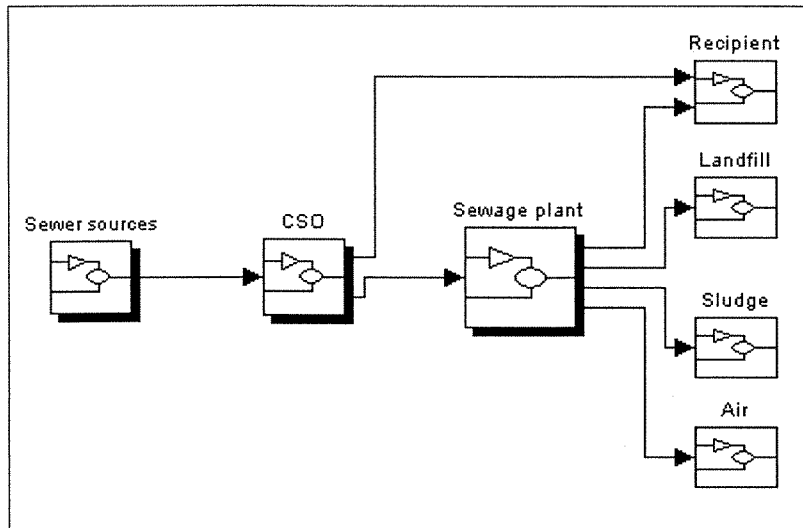 Recipient
Landfill
Sewer sources
CSO
Sewage plant
Sludge
Air